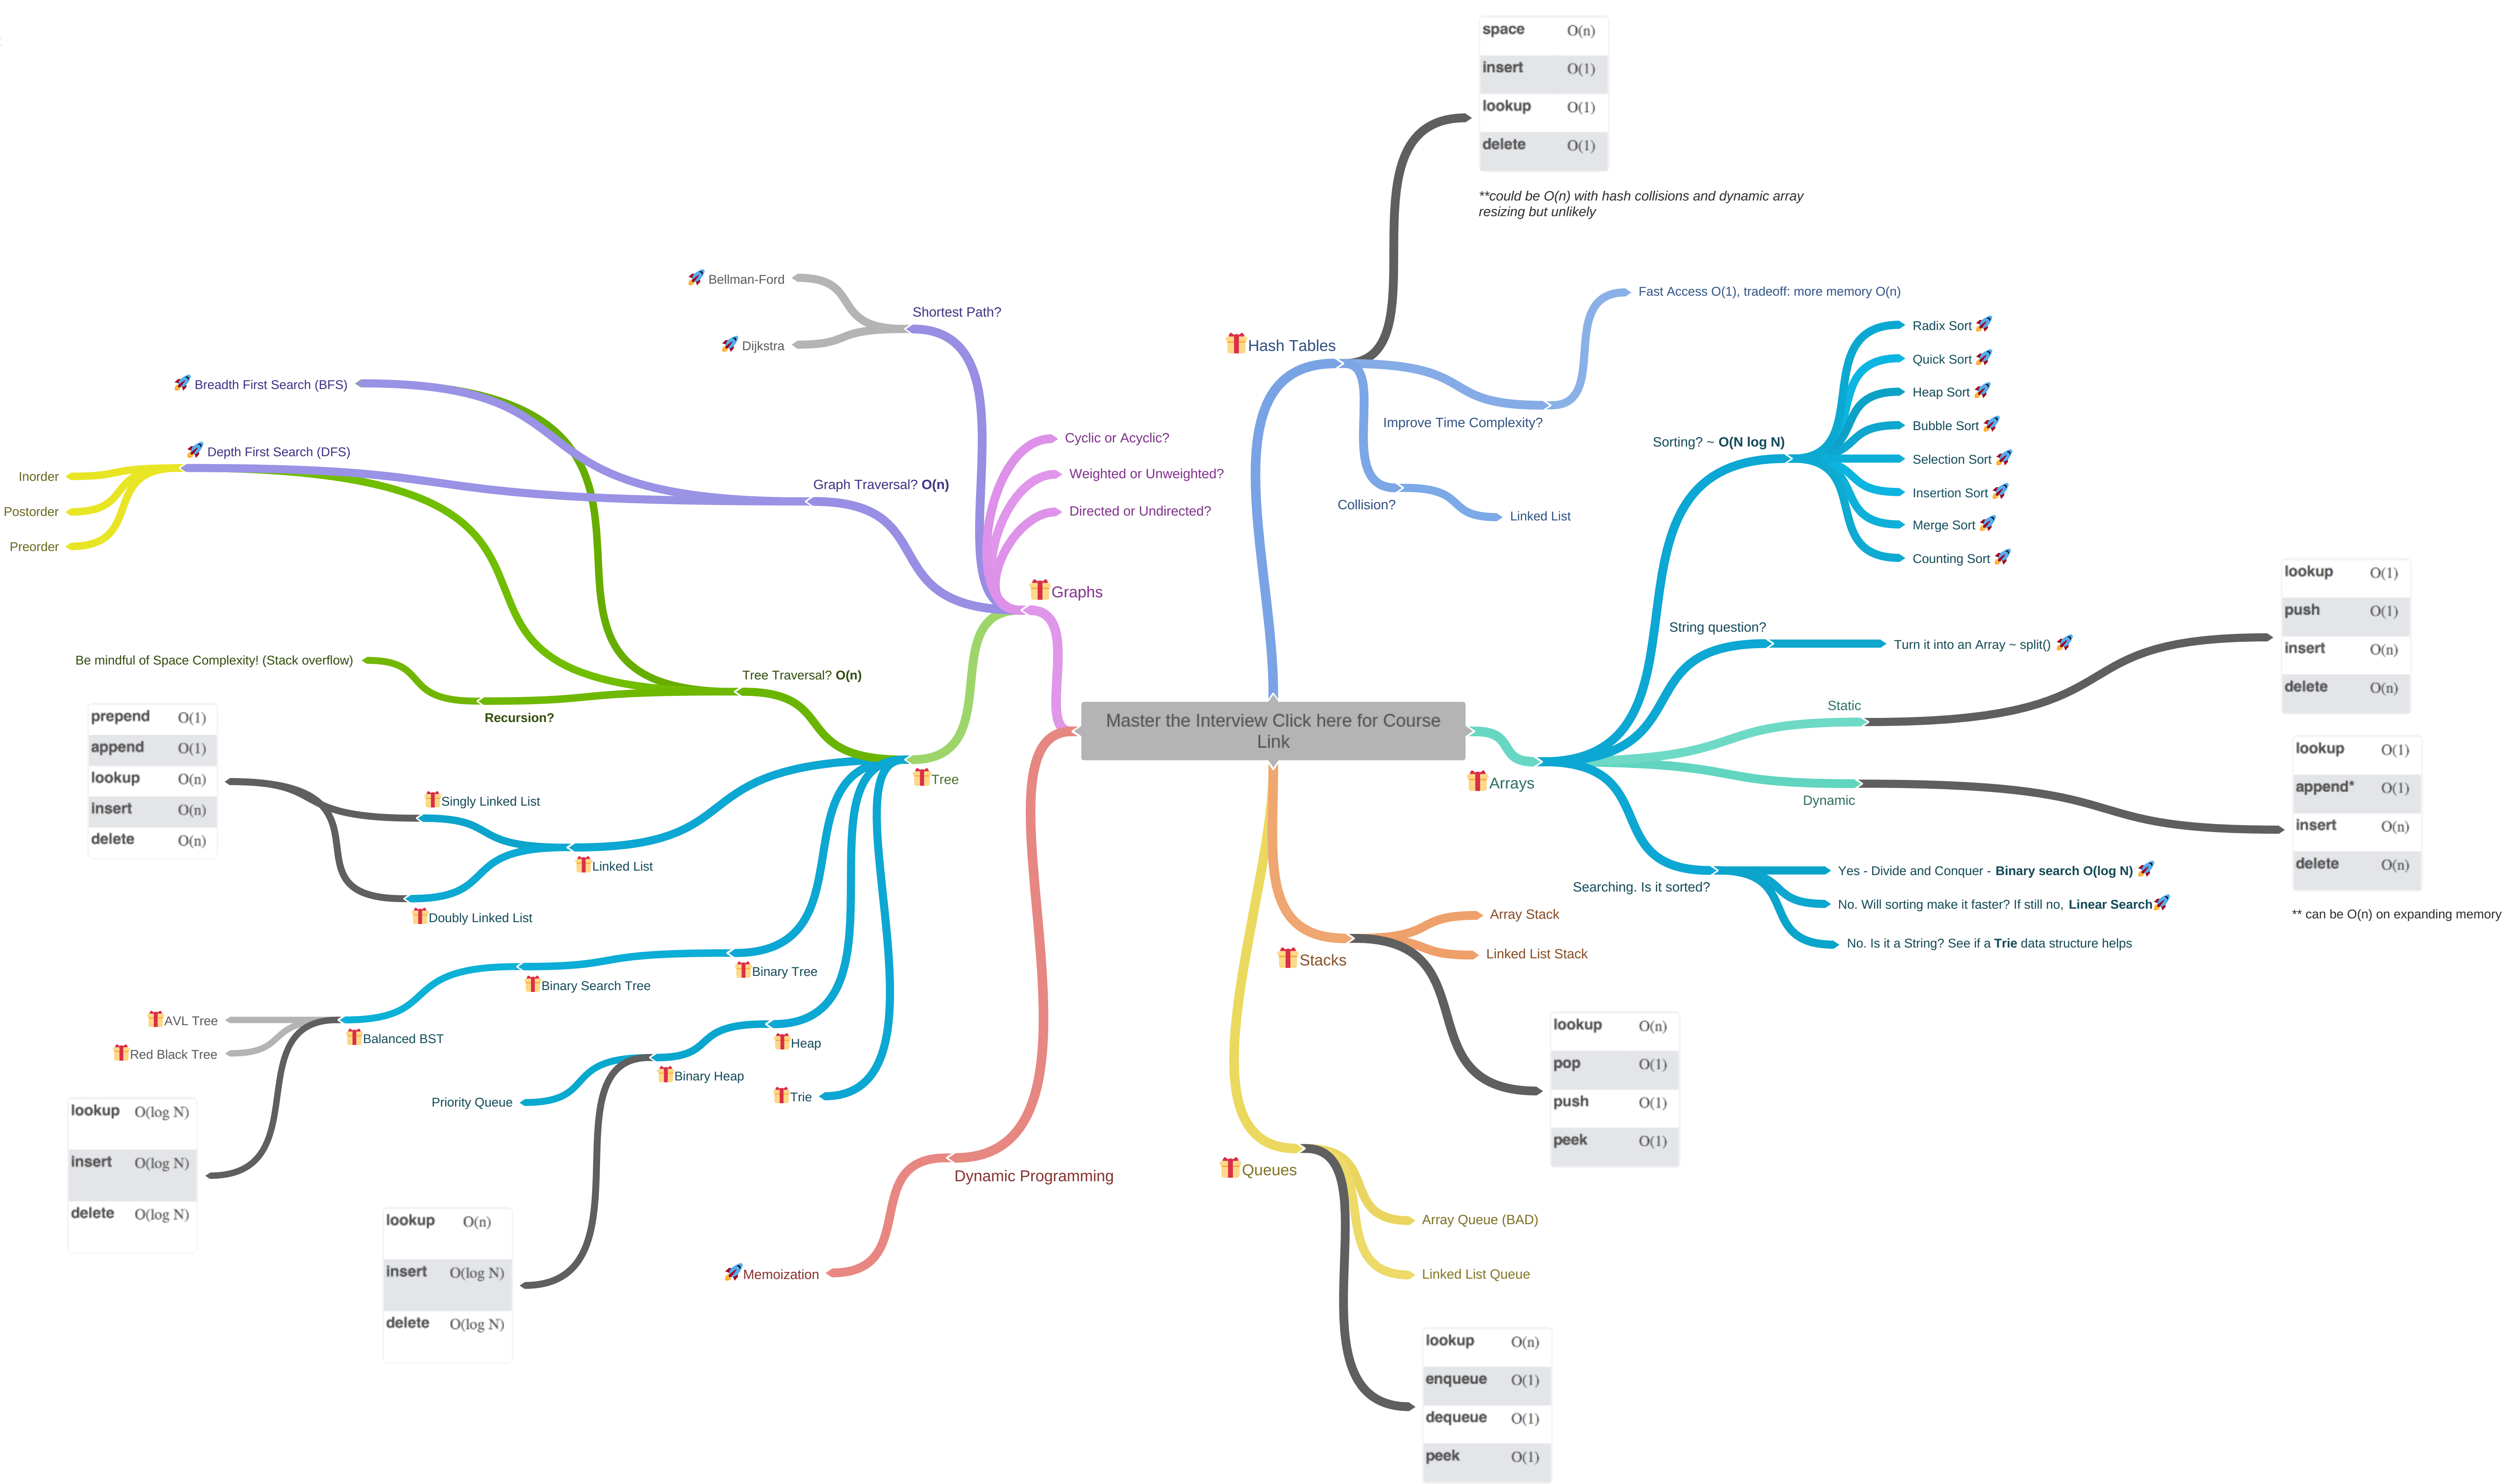 space O(n)
insert O(1)
lookup O(1)
delete O(1)
**could be O(n) with hash collisions and dynamic array
resizing but unlikely
Bellman-Ford
Shortest Path?
Dijkstra
Breadth First Search (BFS)
Depth First Search (DFS)
Inorder
Postorder
Preorder
Graph Traversal? O(n)
Cyclic or Acyclic?
Weighted or Unweighted?
Directed or Undirected?
Graphs
Be mindful of Space Complexity! (Stack overflow)
Tree Traversal? O(n)
Recursion?
Tree
prepend O(1)
append O(1)
lookup O(n)
insert O(n)
delete O(n)
Singly Linked List
Linked List
Doubly Linked List
Binary Tree
Binary Search Tree
Balanced BST
AVL Tree
Red Black Tree
lookup O(log N)
insert O(log N)
delete O(log N)
Heap
Binary Heap
Priority Queue
Trie
lookup O(n)
insert O(log N)
delete O(log N)
Dynamic Programming
Memoization
Master the Interview Click here for Course
Link
Hash Tables
Fast Access O(1), tradeoff: more memory O(n)
Improve Time Complexity?
Collision?
Linked List
Sorting? ~ O(N log N)
Radix Sort
Quick Sort
Heap Sort
Bubble Sort
Selection Sort
Insertion Sort
Merge Sort
Counting Sort
String question?
Turn it into an Array ~ split()
Static
Dynamic
Arrays
lookup O(1)
push O(1)
insert O(n)
delete O(n)
lookup O(1)
append* O(1)
insert O(n)
delete O(n)
** can be O(n) on expanding memory
Searching. Is it sorted?
Yes - Divide and Conquer - Binary search O(log N)
No. Will sorting make it faster? If still no, Linear Search
No. Is it a String? See if a Trie data structure helps
Stacks
Array Stack
Linked List Stack
lookup O(n)
pop O(1)
push O(1)
peek O(1)
Queues
Array Queue (BAD)
Linked List Queue
lookup O(n)
enqueue O(1)
dequeue O(1)
peek O(1)